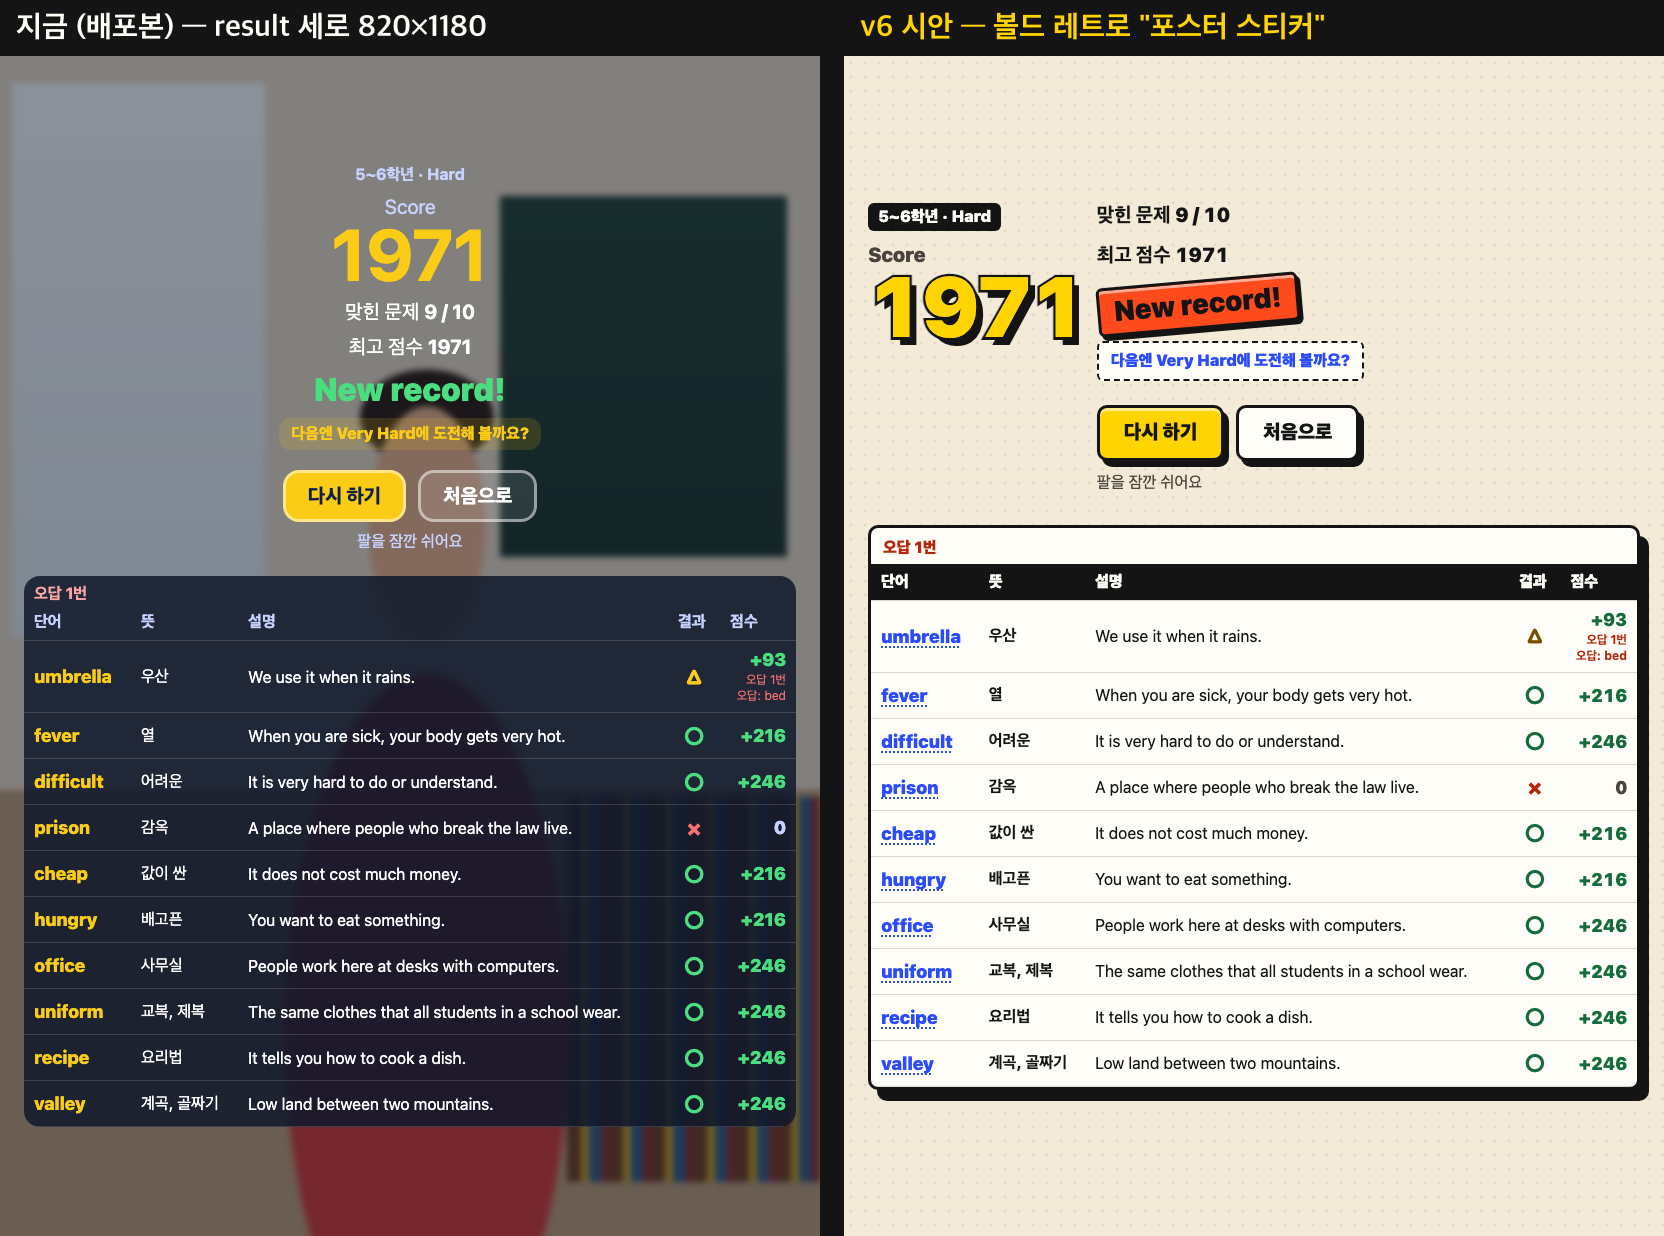 지금 (배포본) — result 세로 820×1180
5~6학년 · Hard
Score
1971
맞힌 문제 9 / 10
최고 점수 1971
New record!
다음엔 Very Hard에 도전해 볼까요?
다시 하기 처음으로
팔을 잠깐 쉬어요
오답 1번
단어 뜻 설명 결과 점수
umbrella 우산 We use it when it rains. △ +93
오답 1번
오답: bed
fever 열 When you are sick, your body gets very hot. O +216
difficult 어려운 It is very hard to do or understand. O +246
prison 감옥 A place where people who break the law live. × 0
cheap 값이 싼 It does not cost much money. O +216
hungry 배고픈 You want to eat something. O +216
office 사무실 People work here at desks with computers. O +246
uniform 교복, 제복 The same clothes that all students in a school wear. O +246
recipe 요리법 It tells you how to cook a dish. O +246
valley 계곡, 골짜기 Low land between two mountains. O +246
v6 시안 — 볼드 레트로 "포스터 스티커"
5~6학년 · Hard
Score
1971
맞힌 문제 9 / 10
최고 점수 1971
New record!
다음엔 Very Hard에 도전해 볼까요?
다시 하기 처음으로
팔을 잠깐 쉬어요
오답 1번
단어 뜻 설명 결과 점수
umbrella 우산 We use it when it rains. △ +93
오답 1번
오답: bed
fever 열 When you are sick, your body gets very hot. O +216
difficult 어려운 It is very hard to do or understand. O +246
prison 감옥 A place where people who break the law live. × 0
cheap 값이 싼 It does not cost much money. O +216
hungry 배고픈 You want to eat something. O +216
office 사무실 People work here at desks with computers. O +246
uniform 교복, 제복 The same clothes that all students in a school wear. O +246
recipe 요리법 It tells you how to cook a dish. O +246
valley 계곡, 골짜기 Low land between two mountains. O +246